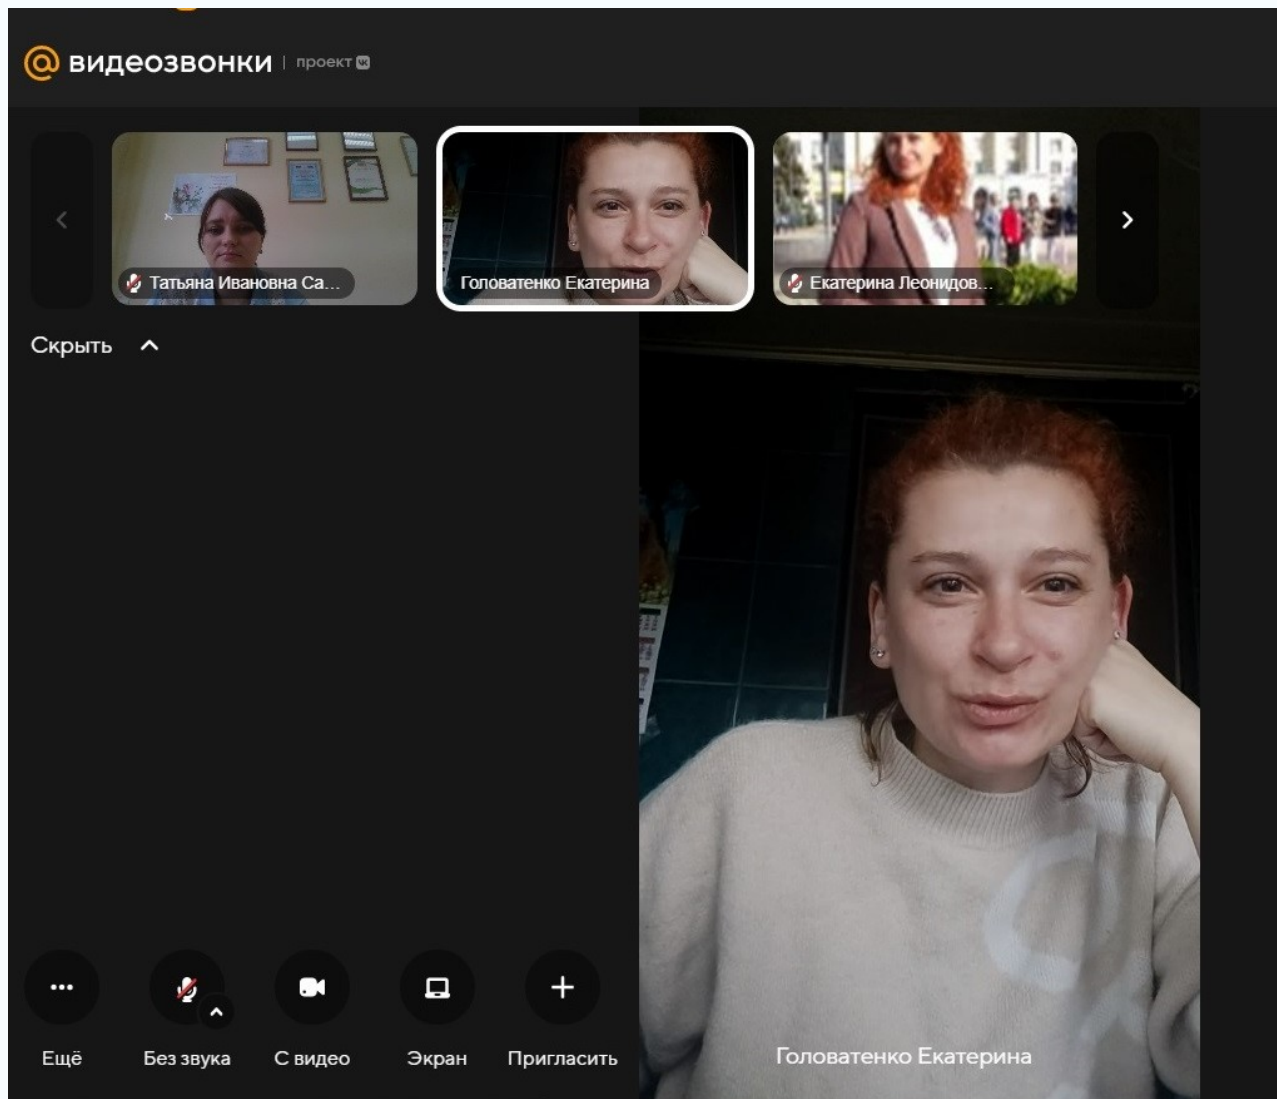 видеозвонки | проект
Татьяна Ивановна Са...
Головатенко Екатерина
Екатерина Леонидов...
Скрыть
Ещё
Без звука
С видео
Экран
Пригласить
Головатенко Екатерина